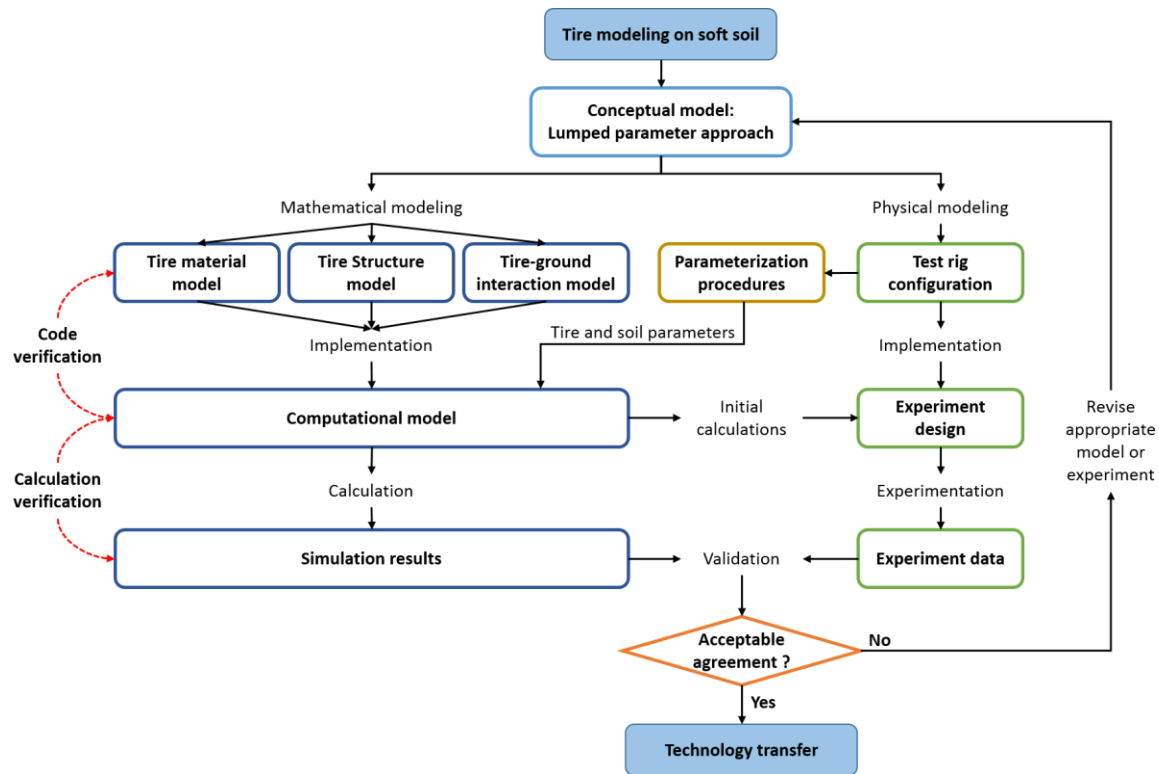 Tire modeling on soft soil
Conceptual model:
Lumped parameter approach
Mathematical modeling
Physical modeling
Tire material
model
Tire Structure
model
Tire-ground
interaction model
Parameterization
procedures
Test rig
configuration
Code
verification
Implementation
Tire and soil parameters
Implementation
Computational model
Initial
calculations
Experiment
design
Revise
appropriate
model or
experiment
Calculation
verification
Calculation
Experimentation
Simulation results
Validation
Experiment data
Acceptable
agreement ?
No
Yes
Technology transfer